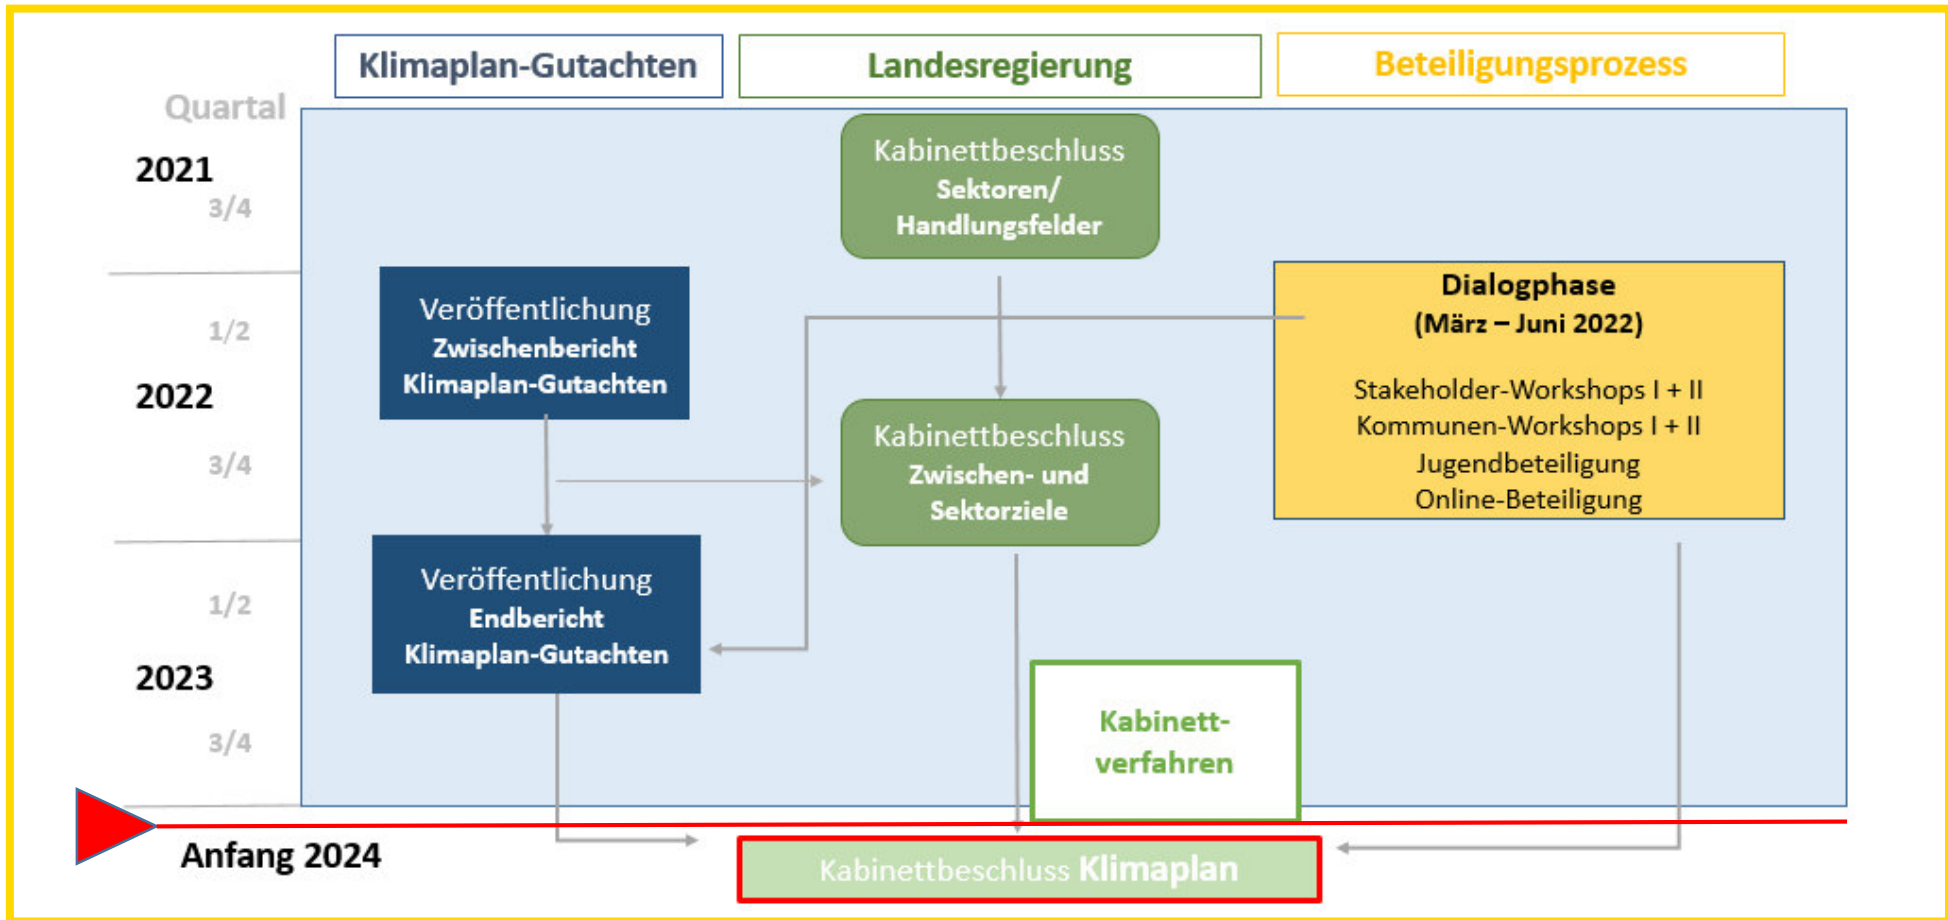 Klimaplan-Gutachten
Landesregierung
Beteiligungsprozess
Quartal
2021
3/4
Kabinettbeschluss
Sektoren/
Handlungsfelder
1/2
2022
3/4
Veröffentlichung
Zwischenbericht
Klimaplan-Gutachten
Kabinettbeschluss
Zwischen- und
Sektorziele
Dialogphase
(März – Juni 2022)
Stakeholder-Workshops I + II
Kommunen-Workshops I + II
Jugendbeteiligung
Online-Beteiligung
1/2
2023
3/4
Veröffentlichung
Endbericht
Klimaplan-Gutachten
Kabinett-
verfahren
Anfang 2024
Kabinettbeschluss Klimaplan